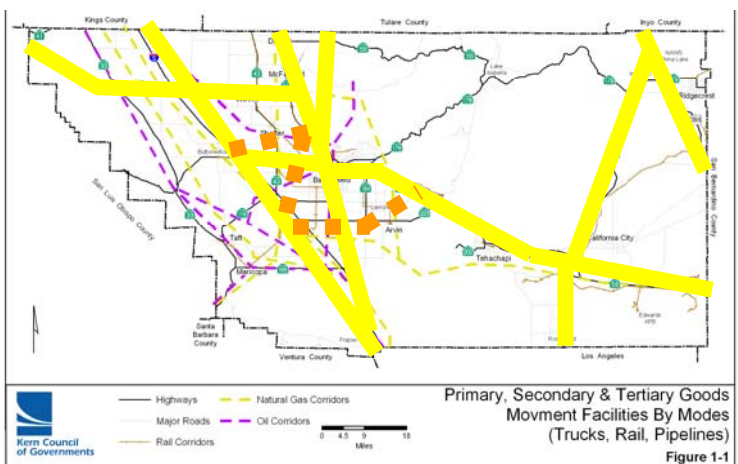 Kings County
Tulare County
Inyo County
Lake
Isabella
Ridgecrest
San Bernardino County
San Luis Obispo County
Arvin
California City
Taft
Tehachapi
Maricopa
Edwards
AFB
Santa
Barbara
County
Ventura County
Los Angeles
Highways
Major Roads
Rail Corridors
Natural Gas Corridors
Oil Corridors
0 4.5 9 18
Miles
Kern Council
of Governments
Primary, Secondary & Tertiary Goods
Movment Facilities By Modes
(Trucks, Rail, Pipelines)
Figure 1-1